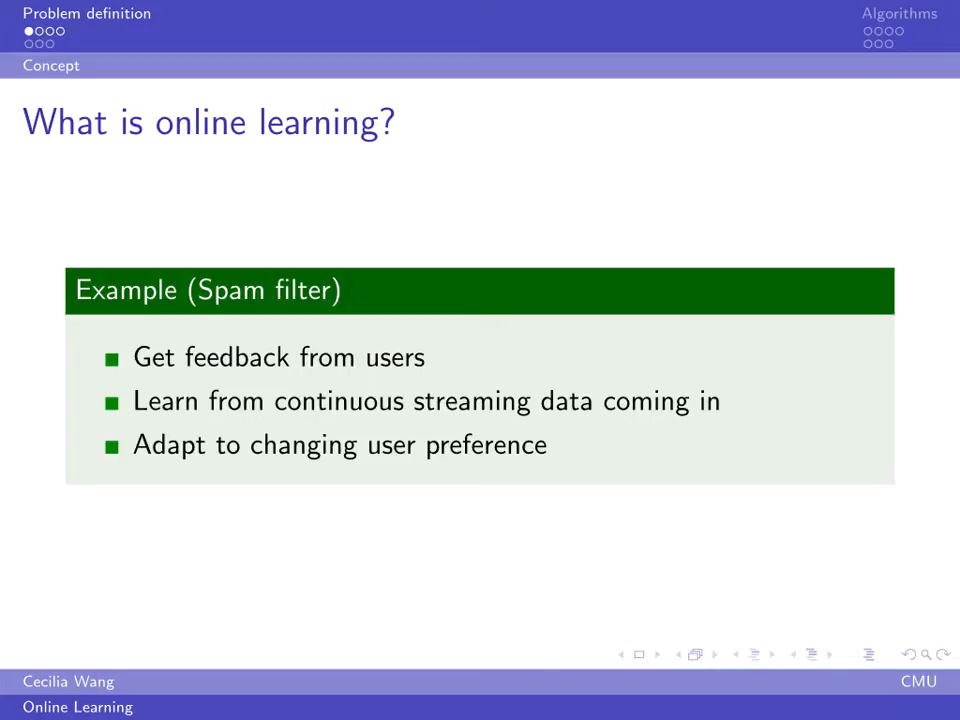 Problem definition
Algorithms
Concept
What is online learning?
Example (Spam filter)
Get feedback from users
Learn from continuous streaming data coming in
Adapt to changing user preference
Cecilia Wang
CMU
Online Learning